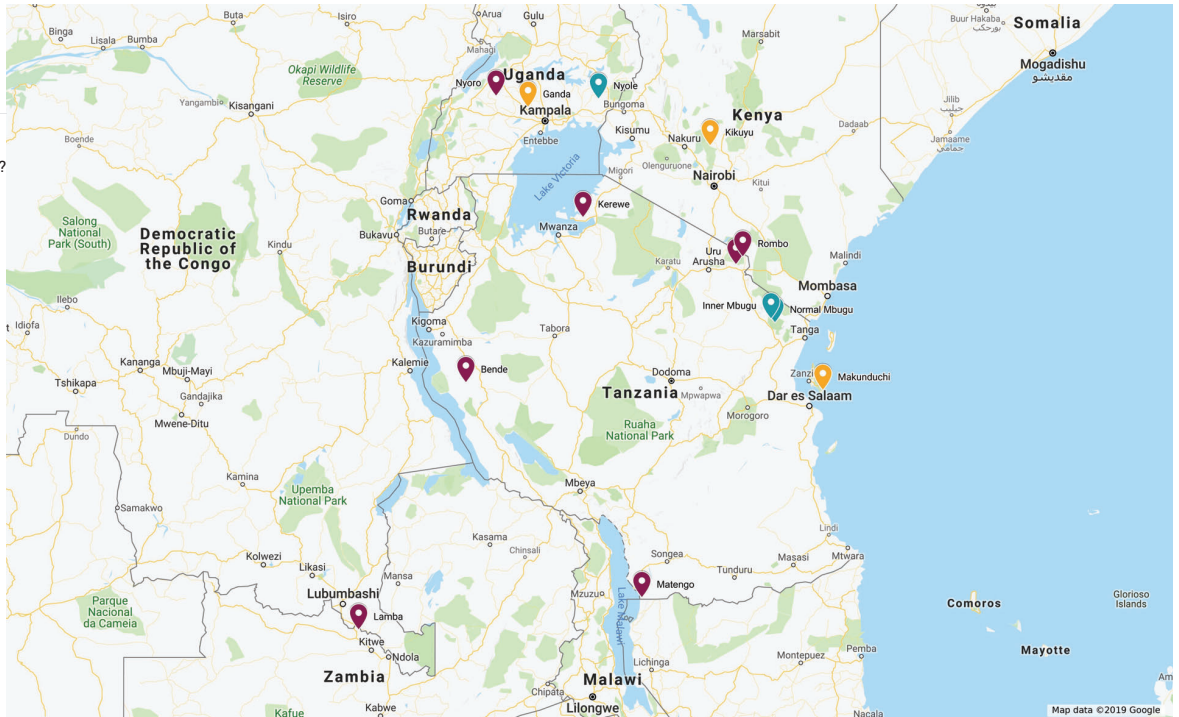 Binga
Lisala
Bumba
Buta
Isiro
Arua
Gulu
Mahagi
Marsabit
Buur Hakaba
Somalia
Mogadishu
مقديشو
Okapi Wildlife
Reserve
Nyoro
Uganda
Ganda
Kampala
Nyole
Bungoma
Entebbe
Kisumu
Kenya
Kikuyu
Nakuru
Olenguruone
Dadaab
Jilib
جيليب
Jamaame
جمامي
Yangambi
Kisangani
Boende
?
Lake Victoria
Migori
Nairobi
Kitui
Goma
Rwanda
Butare
Bukavu
Burundi
Kerewe
Mwanza
Salong
National
Park (South)
Democratic
Republic of
the Congo
Kindu
Uru
Rombo
Arusha
Karatu
Malindi
Mombasa
Inner Mbugu
Normal Mbugu
Tanga
Ilebo
t
Idiofa
Kigoma
Kazuramimba
Tabora
Kananga
Mbuji-Mayi
Kalemie
Bende
Dodoma
Zanzi
Makunduchi
Tshikapa
Gandajika
Tanzania
Mpwapwa
Dar es Salaam
Mwene-Ditu
Morogoro
Dundo
Ruaha
National Park
Kamina
Mbeya
Upemba
National Park
Samakwo
Lindi
Kasama
Chinsali
Kolwezi
Likasi
Mansa
Songea
Masasi
Mtwara
Tunduru
Lubumbashi
Lamba
Mzuzu
Matengo
Lake Malawi
Parque
Nacional
da Cameia
Comoros
Glorioso
Islands
Kitwe
Ndola
Zambia
Lichinga
Montepuez
Pemba
Mayotte
Malawi
Chipata
Lilongwe
Kafue
Kabwe
Nacala
Am
Map data ©2019 Google